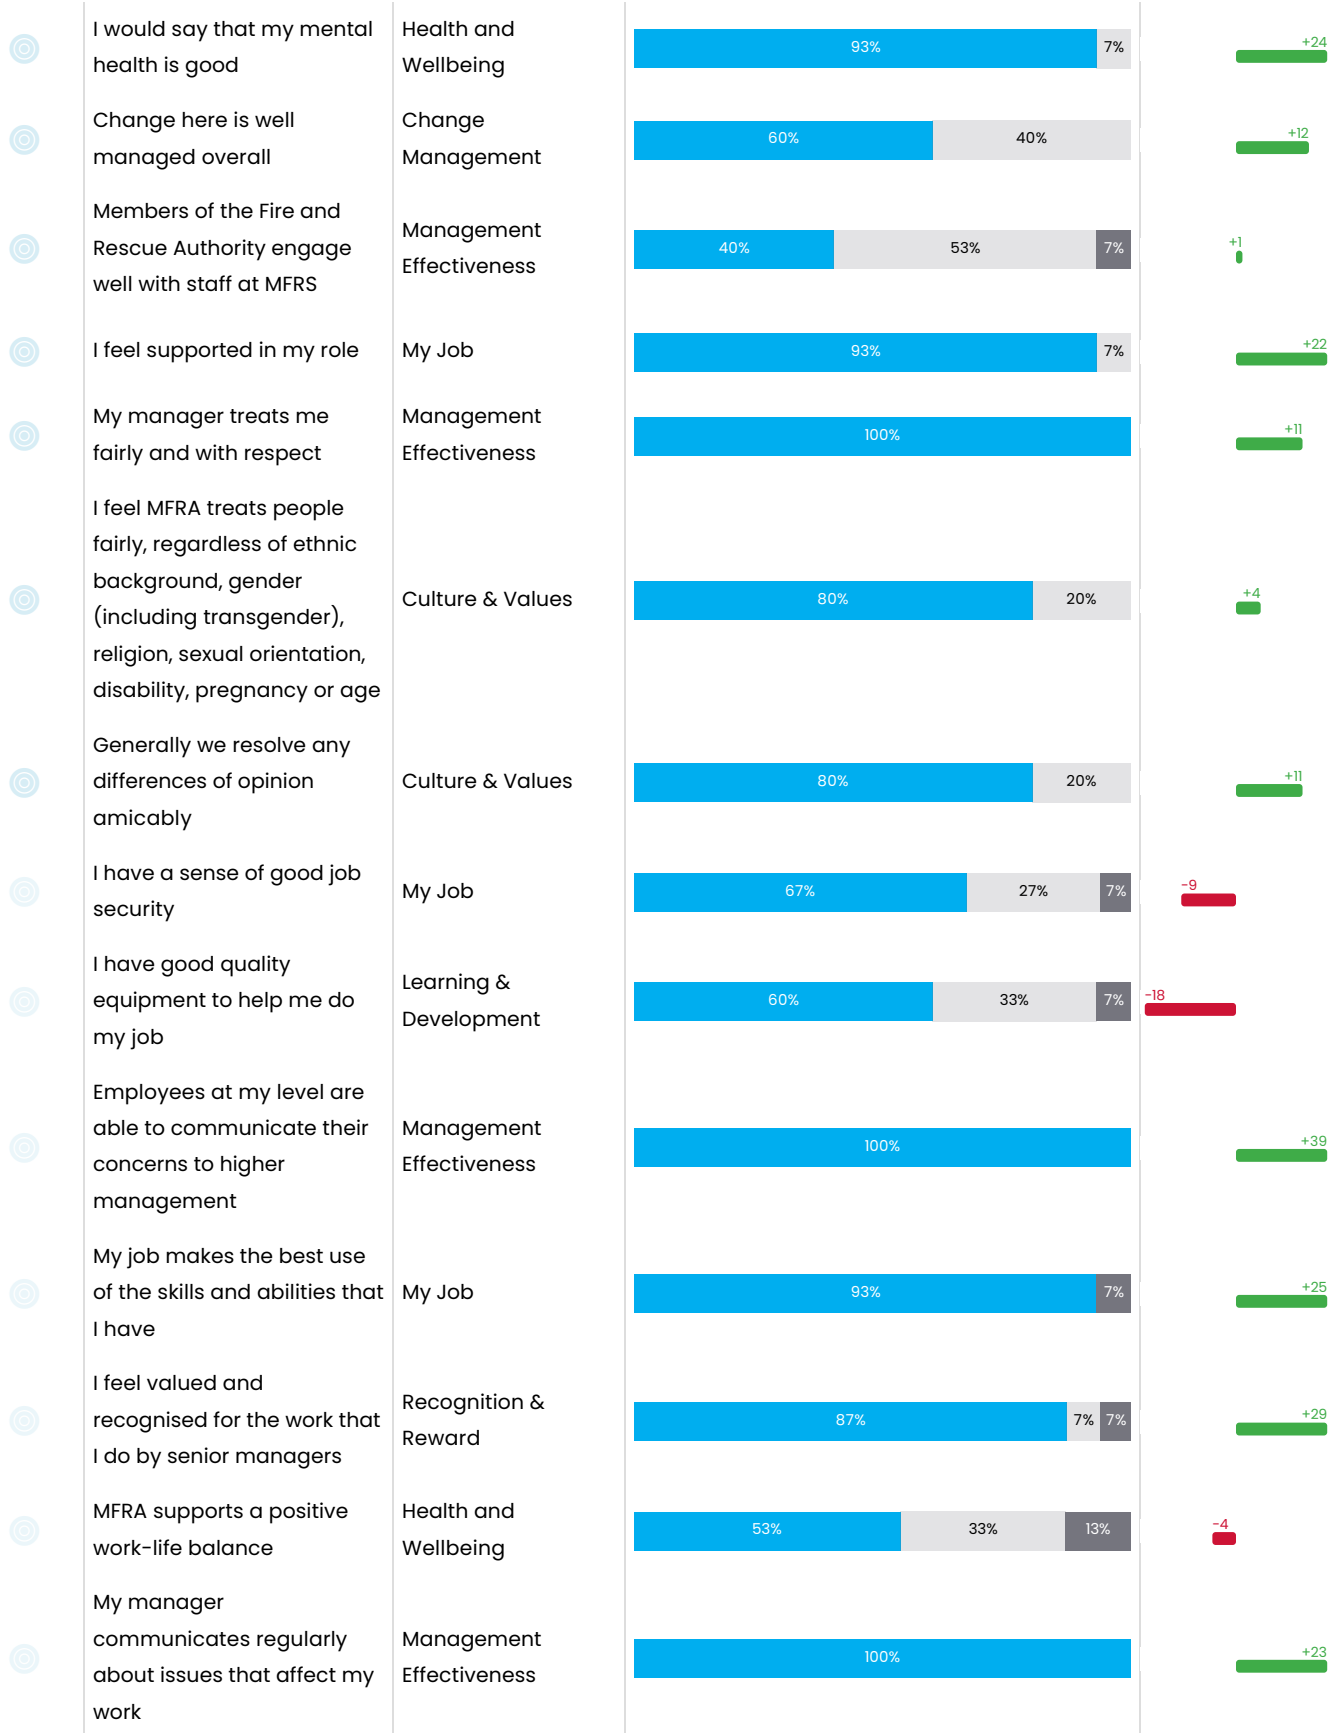 I would say that my mental
health is good
Health and
Wellbeing
93%
7%
+24
Change here is well
managed overall
Change
Management
60%
40%
+12
Members of the Fire and
Rescue Authority engage
well with staff at MFRS
Management
Effectiveness
40%
53%
7%
+1
I feel supported in my role
My Job
93%
7%
+22
My manager treats me
fairly and with respect
Management
Effectiveness
100%
+11
I feel MFRA treats people
fairly, regardless of ethnic
background, gender
(including transgender),
religion, sexual orientation,
disability, pregnancy or age
Culture & Values
80%
20%
+4
Generally we resolve any
differences of opinion
amicably
Culture & Values
80%
20%
+11
I have a sense of good job
security
My Job
67%
27%
7%
-9
I have good quality
equipment to help me do
my job
Learning &
Development
60%
33%
7%
-18
Employees at my level are
able to communicate their
concerns to higher
management
Management
Effectiveness
100%
+39
My job makes the best use
of the skills and abilities that
I have
My Job
93%
7%
+25
I feel valued and
recognised for the work that
I do by senior managers
Recognition &
Reward
87%
7%
7%
+29
MFRA supports a positive
work-life balance
Health and
Wellbeing
53%
33%
13%
-4
My manager
communicates regularly
about issues that affect my
work
Management
Effectiveness
100%
+23